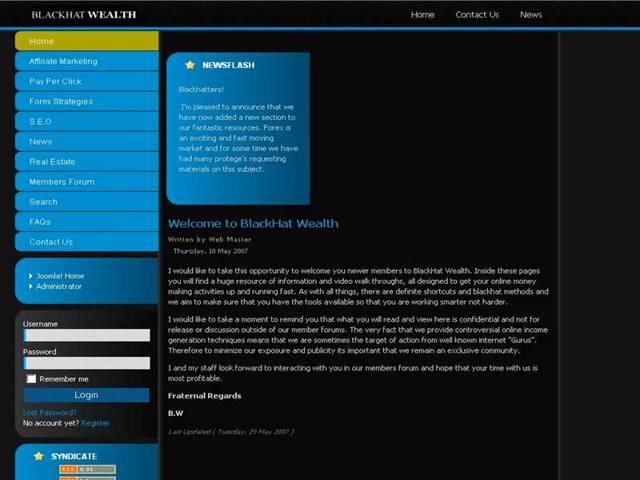 BLACKHAT WEALTH
Home Contact Us News
Home
Affiliate Marketing
Pay Per Click
Forex Strategies
S.E.O
News
Real Estate
Members Forum
Search
FAQs
Contact Us
Joomla! Home
Administrator
Username
Password
Remember me
Login
Lost Password?
No account yet? Register
SYNDICATE
RSS 0.91
NEWSFLASH
Blackhatters!
I'm pleased to announce that we
have now added a new section to
our fantastic resources. Forex is
an exciting and fast moving
market and for some time we have
had many protege's requesting
materials on this subject.
Welcome to BlackHat Wealth
Written by Web Master
Thursday, 10 May 2007
I would like to take this opportunity to welcome you newer members to BlackHat Wealth. Inside these pages
you will find a huge resource of information and video walk throughs, all designed to get your online money
making activities up and running fast. As with all things, there are definite shortcuts and blackhat methods and
we aim to make sure that you have the tools available so that you are working smarter not harder.
I would like to take a moment to remind you that what you will read and view here is confidential and not for
release or discussion outside of our member forums. The very fact that we provide controversial online income
generation techniques means that we are sometimes the target of action from well known internet "Gurus".
Therefore to minimize our exposure and publicity its important that we remain an exclusive community.
I and my staff look forward to interacting with you in our members forum and hope that your time with us is
most profitable.
Fraternal Regards
B.W
Last Updated ( Tuesday, 29 May 2007 )